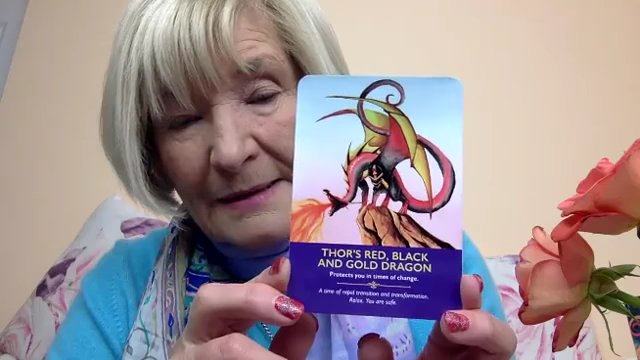 THOR'S RED, BLACK
AND GOLD DRAGON
Protects you in times of change.
A time of rapid transition and transformation.
Relax. You are safe.